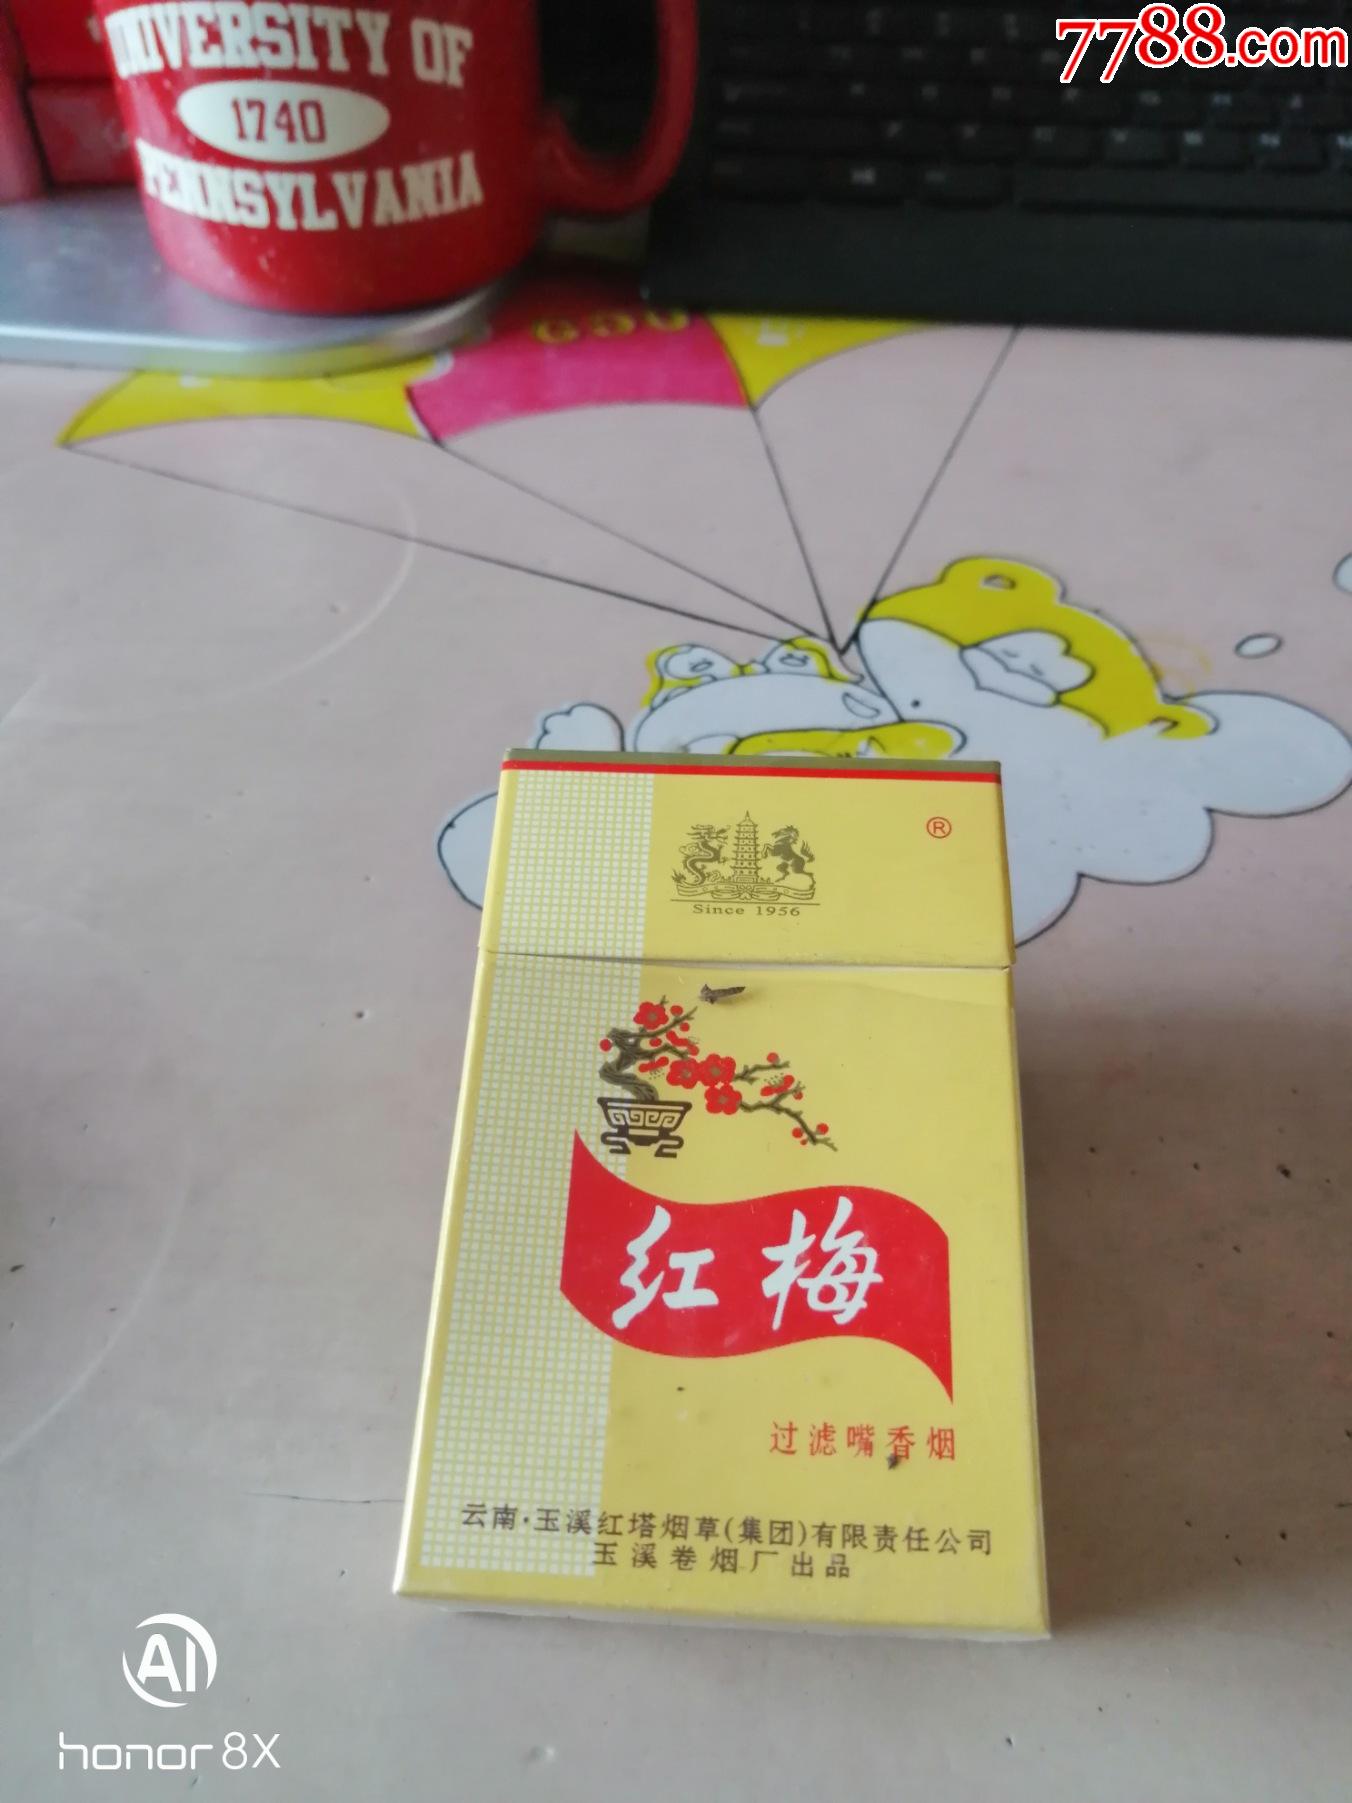 7788.com
UNIVERSITY OF
1740
PENNSYLVANIA
®
Since 1956
红梅
过滤嘴香烟
云南·玉溪红塔烟草(集团)有限责任公司
玉溪卷烟厂出品
AI
honor 8X